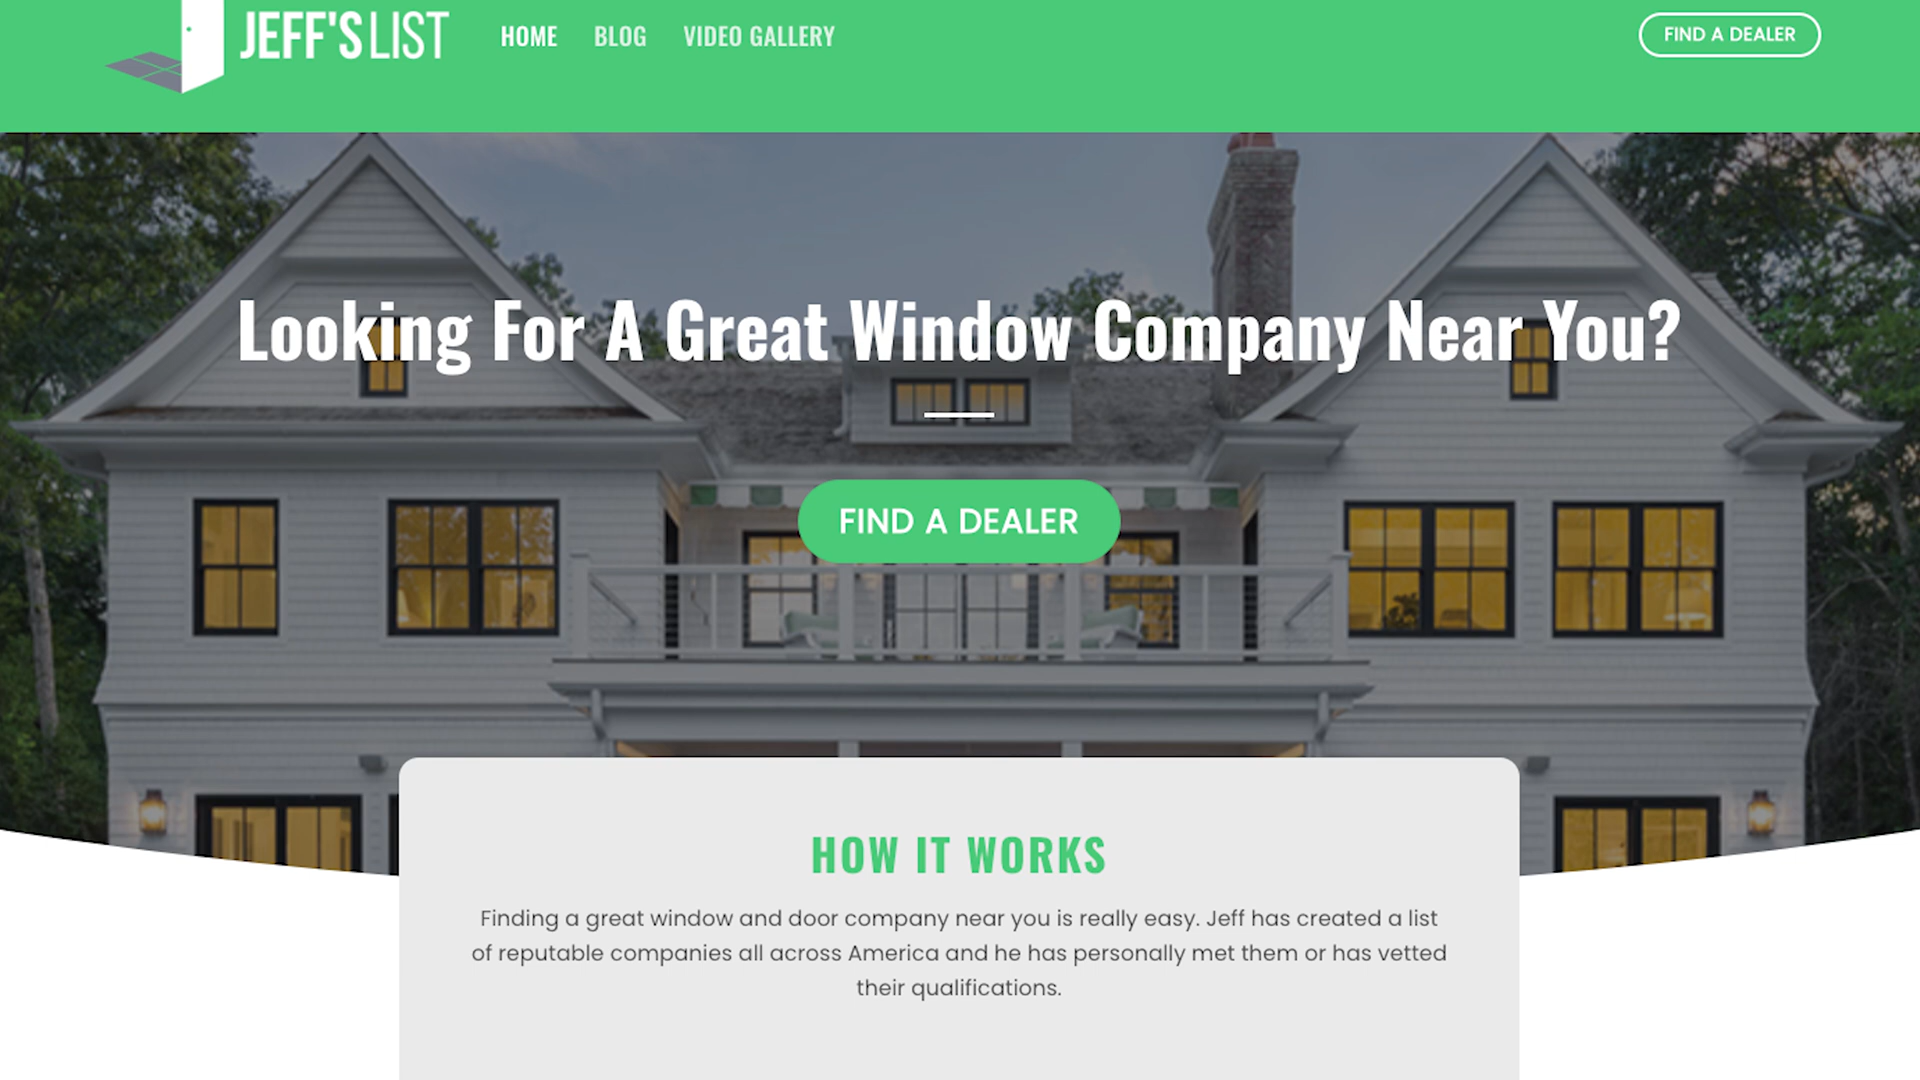 JEFF'S LIST
HOME
BLOG
VIDEO GALLERY
FIND A DEALER
Looking For A Great Window Company Near You?
FIND A DEALER
HOW IT WORKS
Finding a great window and door company near you is really easy. Jeff has created a list
of reputable companies all across America and he has personally met them or has vetted
their qualifications.